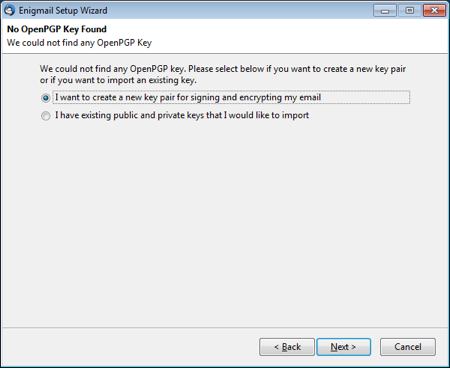 Enigmail Setup Wizard
No OpenPGP Key Found
We could not find any OpenPGP Key
We could not find any OpenPGP key. Please select below if you want to create a new key pair
or if you want to import an existing key.
I want to create a new key pair for signing and encrypting my email
I have existing public and private keys that I would like to import
< Back
Next >
Cancel